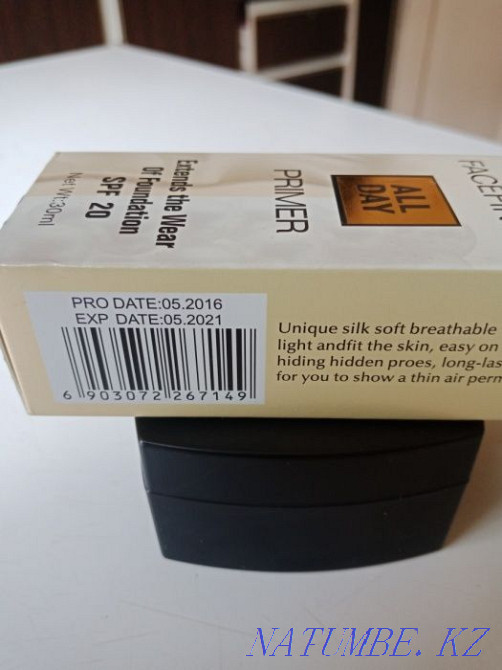 FACEPIN
ALL
DAY
PRIMER
Extends the Wear
Of Foundation
SPF 20
Net Wt:30ml
PRO DATE:05.2016
EXP DATE:05.2021
6 903072 267149
Unique silk soft breathable
light andfit the skin, easy on
hiding hidden proes, long-las
for you to show a thin air perm
NATUMBE. KZ